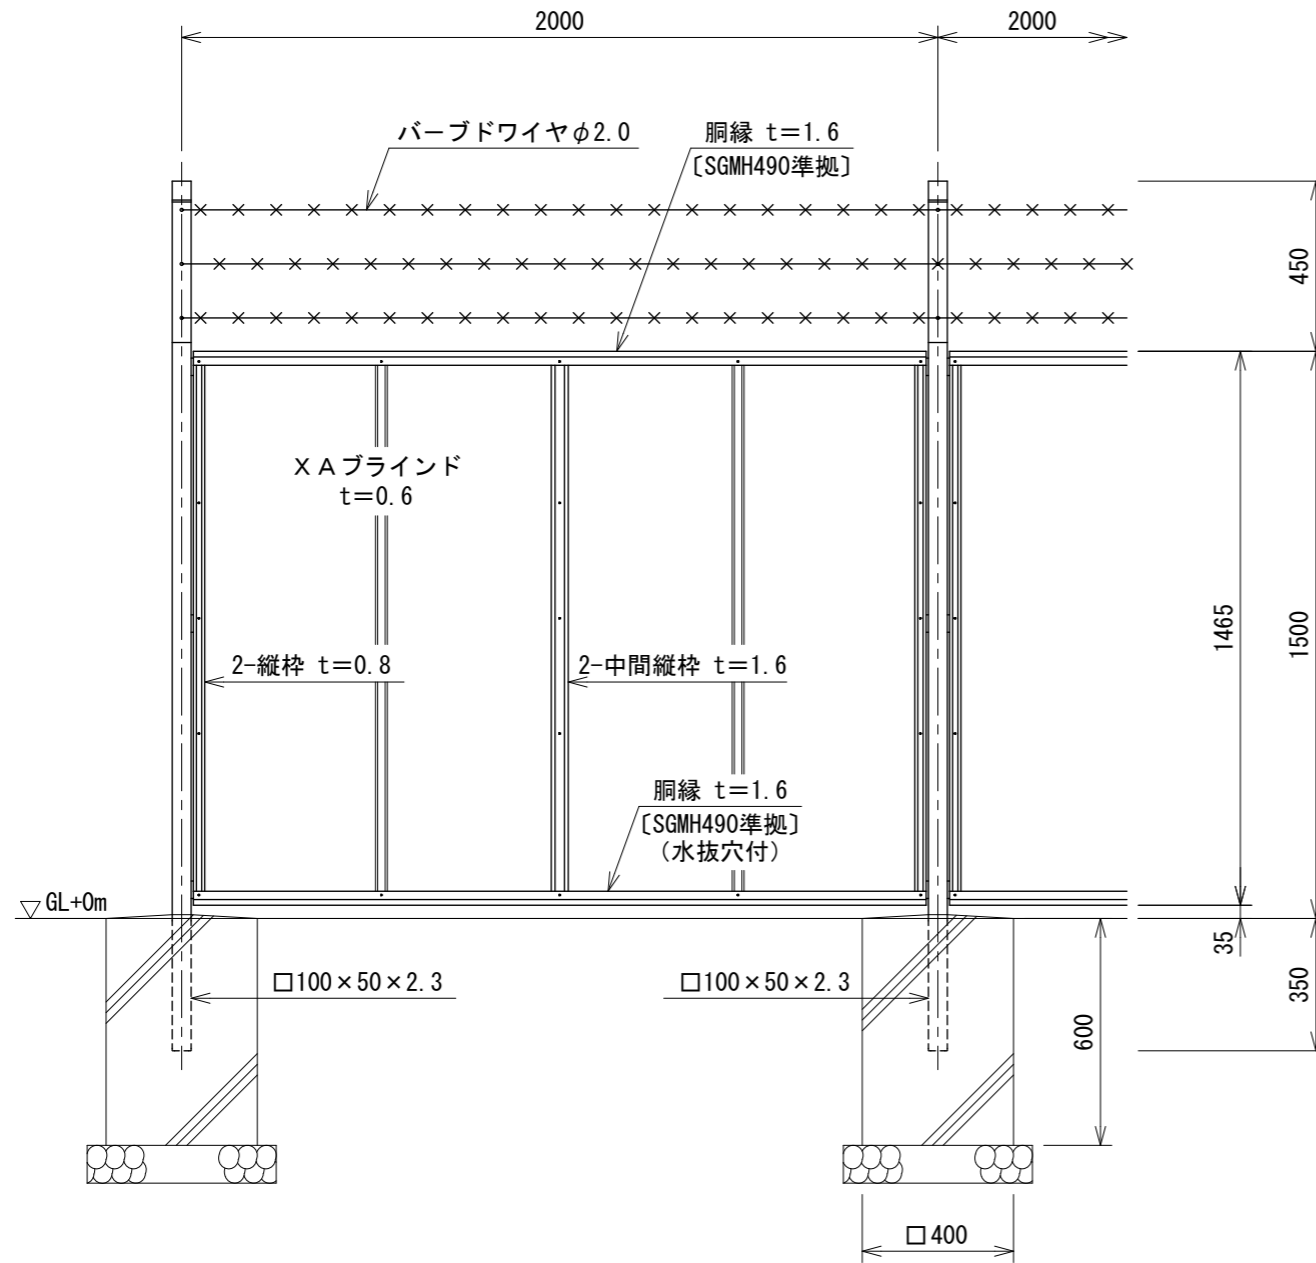 2000
2000
バーブドワイヤφ2.0
胴縁 t=1.6
〔SGMH490準拠〕
450
XAブラインド
t=0.6
1465
1500
2-縦枠 t=0.8
2-中間縦枠 t=1.6
胴縁 t=1.6
〔SGMH490準拠〕
(水抜穴付)
▽ GL+0m
35
□100×50×2.3
□100×50×2.3
350
600
□400